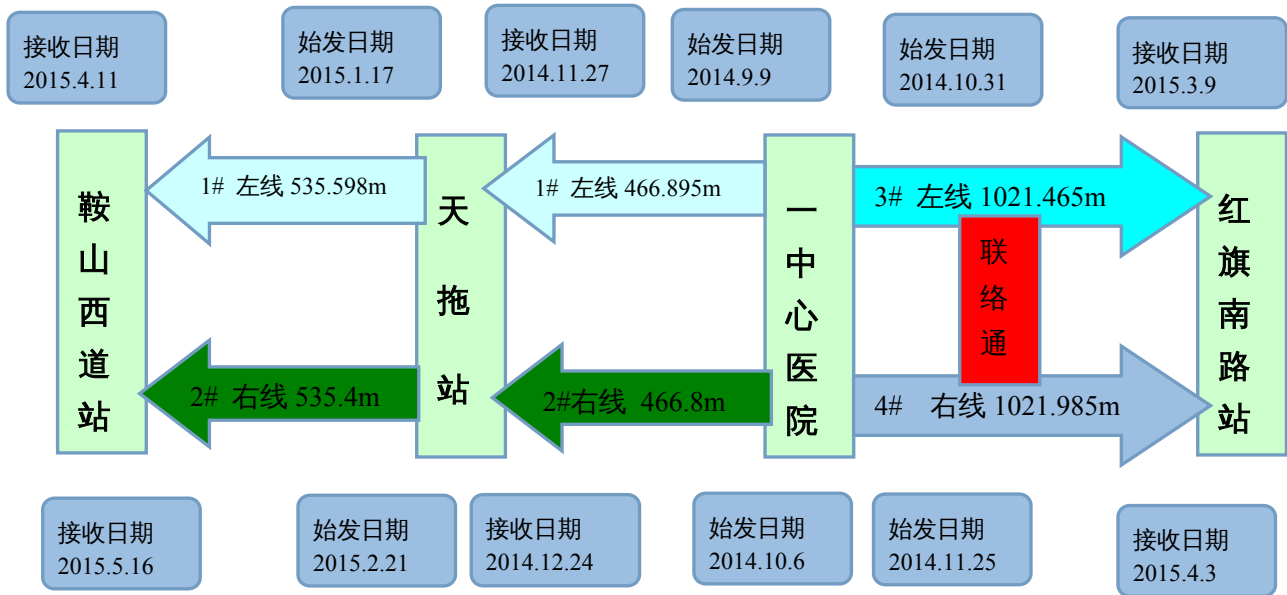 接收日期
2015.4.11
始发日期
2015.1.17
接收日期
2014.11.27
始发日期
2014.9.9
始发日期
2014.10.31
接收日期
2015.3.9
鞍山西道站
1# 左线 535.598m
天拖站
1# 左线 466.895m
一中心医院
3# 左线 1021.465m
红旗南路站
联络通
2# 右线 535.4m
2#右线 466.8m
4# 右线 1021.985m
接收日期
2015.5.16
始发日期
2015.2.21
接收日期
2014.12.24
始发日期
2014.10.6
始发日期
2014.11.25
接收日期
2015.4.3